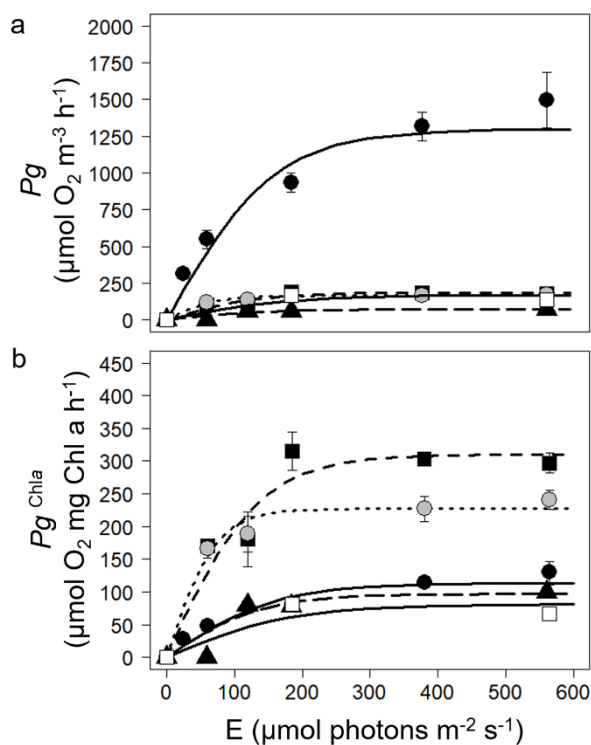 a
2000
1750
1500
1250
1000
750
500
250
0
Pg
(µmol O₂ m⁻³ h⁻¹)
b
450
400
350
300
250
200
150
100
50
0
Pg Chla
(µmol O₂ mg Chl a h⁻¹)
0 100 200 300 400 500 600
E (µmol photons m⁻² s⁻¹)